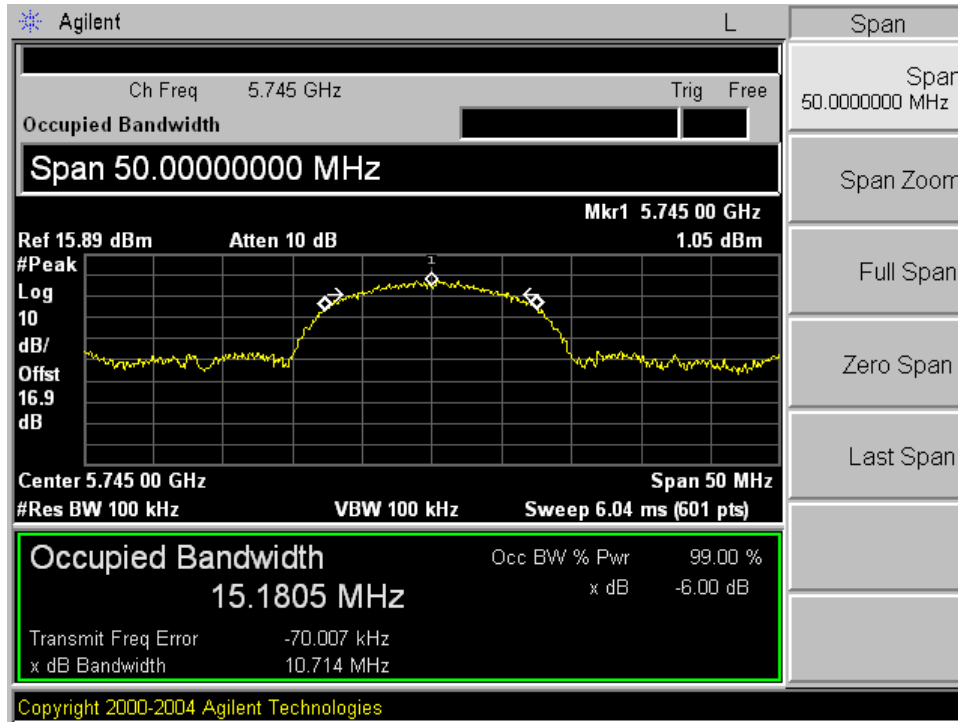 Agilent L
Span
Ch Freq 5.745 GHz Trig Free
Occupied Bandwidth
Span 50.00000000 MHz
Mkr1 5.745 00 GHz
Ref 15.89 dBm Atten 10 dB 1.05 dBm
#Peak
Log
10
dB/
Offst
16.9
dB
1
Center 5.745 00 GHz Span 50 MHz
#Res BW 100 kHz VBW 100 kHz Sweep 6.04 ms (601 pts)
Occupied Bandwidth
15.1805 MHz
Occ BW % Pwr 99.00 %
x dB -6.00 dB
Transmit Freq Error -70.007 kHz
x dB Bandwidth 10.714 MHz
Copyright 2000-2004 Agilent Technologies
Span
50.0000000 MHz
Span Zoom
Full Span
Zero Span
Last Span